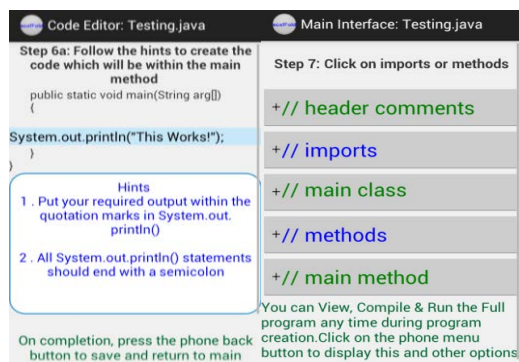 Code Editor: Testing.java
Step 6a: Follow the hints to create the
code which will be within the main
method
public static void main(String arg[])
{
System.out.println("This Works!");
}
}
Hints
1 . Put your required output within the
quotation marks in System.out.
println()
2 . All System.out.println() statements
should end with a semicolon
On completion, press the phone back
button to save and return to main
Main Interface: Testing.java
Step 7: Click on imports or methods
+// header comments
+// imports
+// main class
+// methods
+// main method
You can View, Compile & Run the Full
program any time during program
creation.Click on the phone menu
button to display this and other options